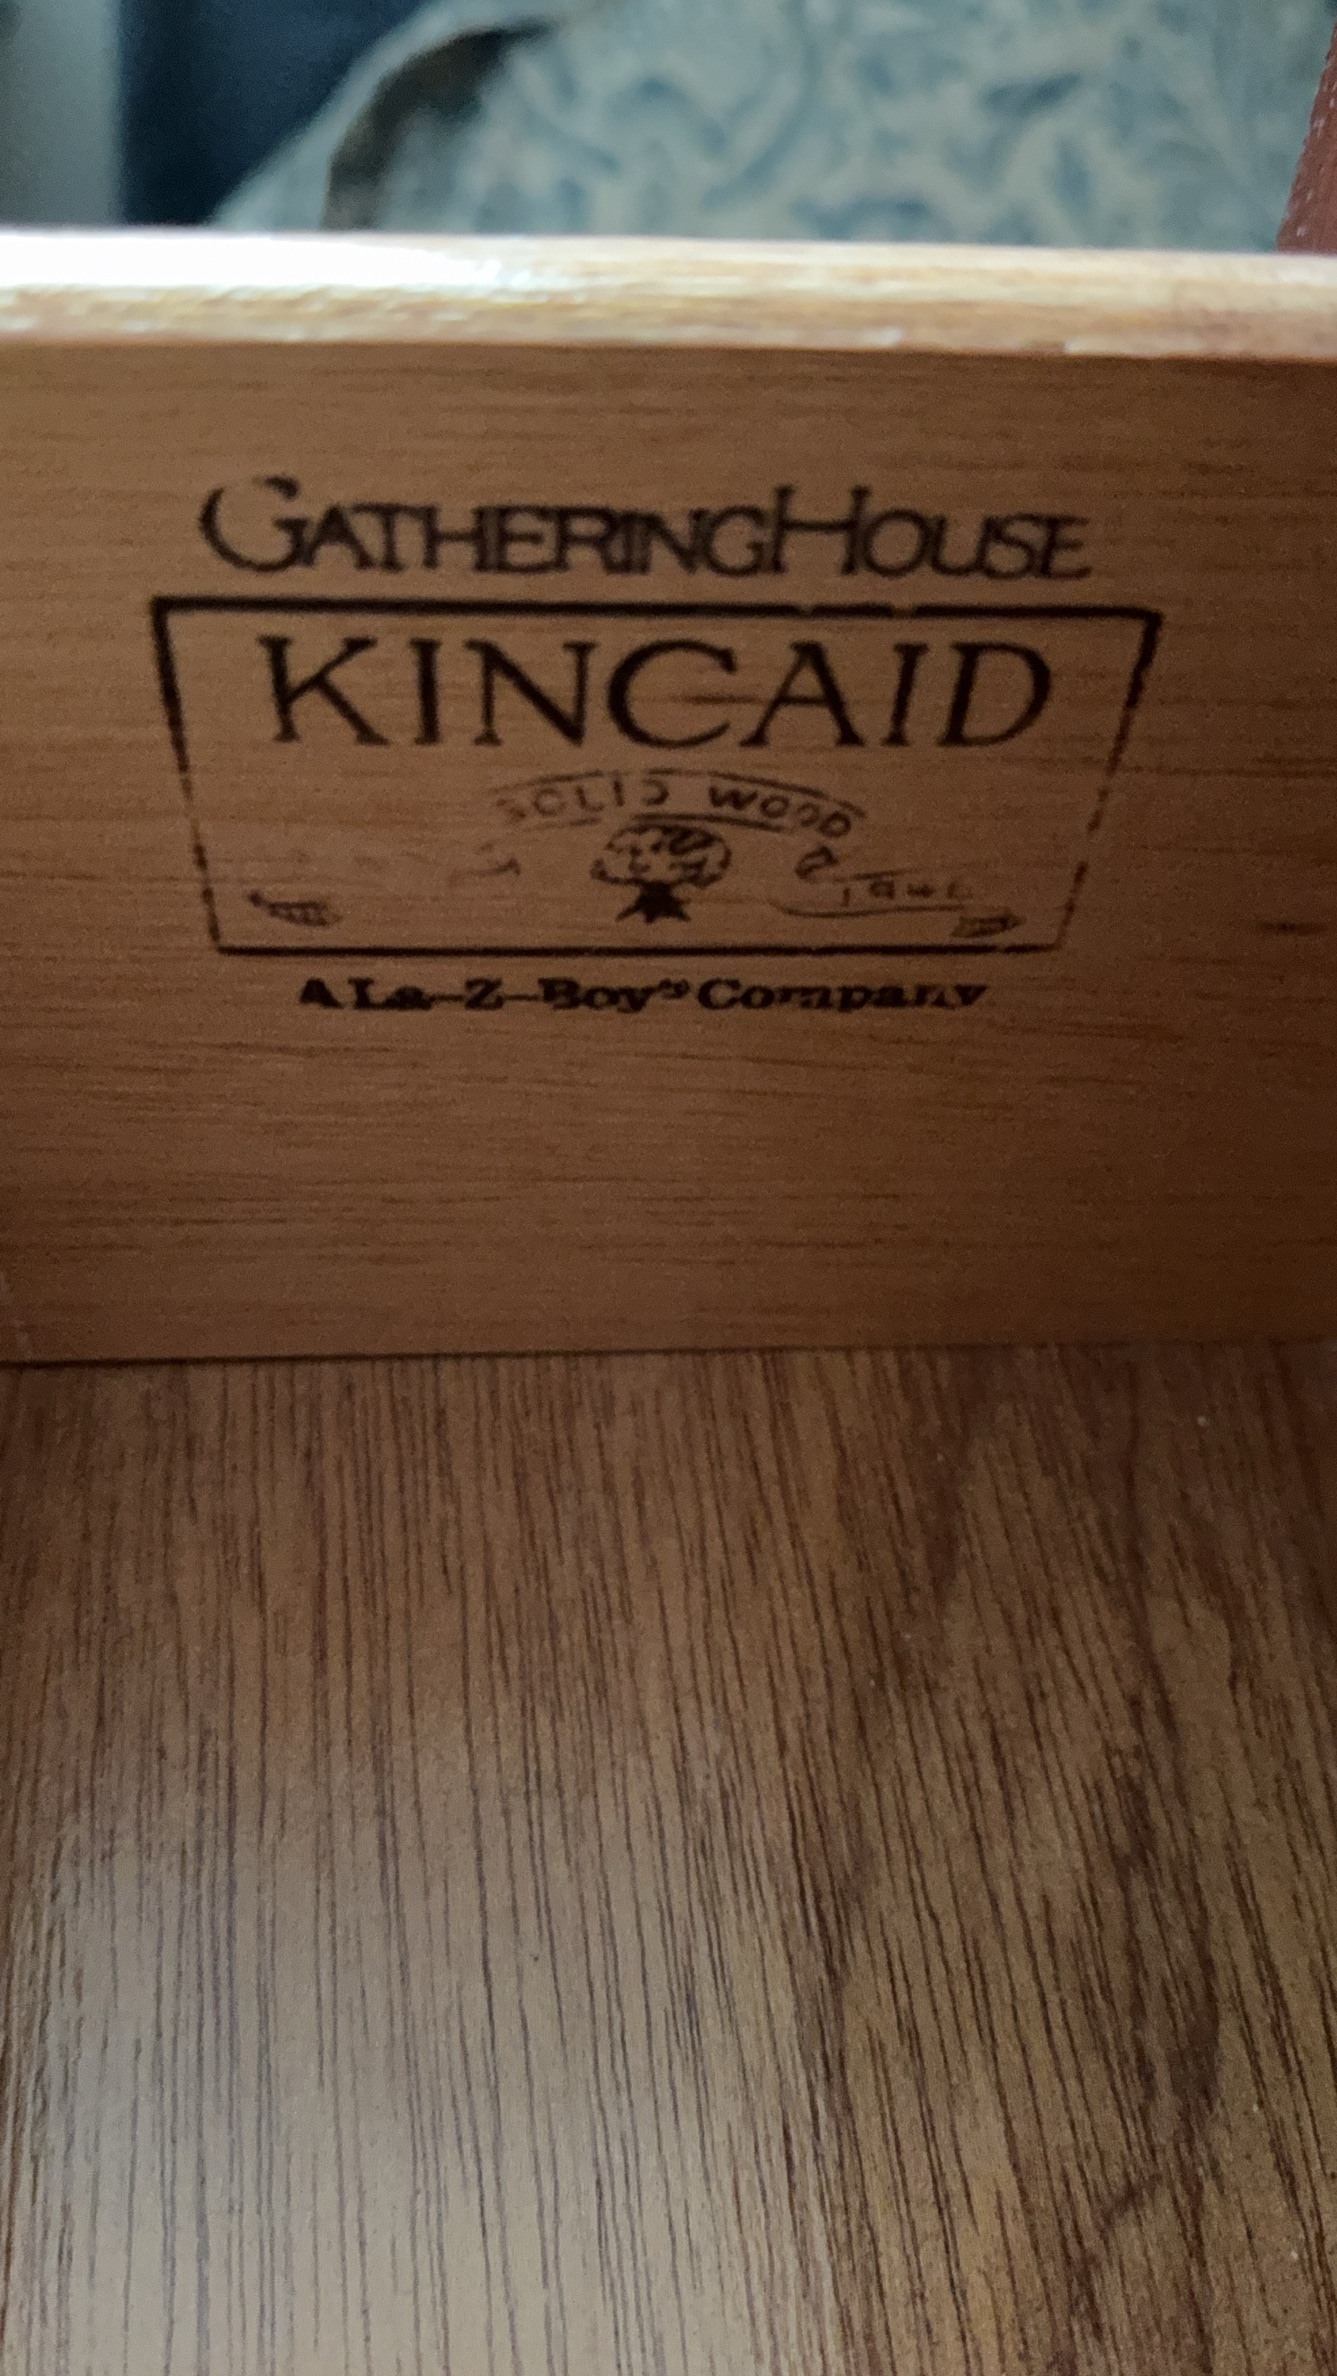 GATHERINGHOUSE
KINCAID
SOLID WOOD
A La-Z-Boy® Company